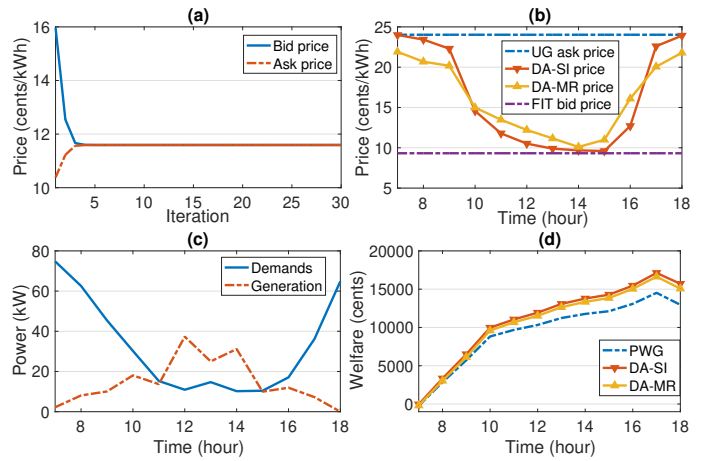 (a)
Price (cents/kWh)
16
14
12
10
5
10
15
20
25
30
Iteration
Bid price
Ask price
(b)
Price (cents/kWh)
25
20
15
10
5
8
10
12
14
16
18
Time (hour)
UG ask price
DA-SI price
DA-MR price
FIT bid price
(c)
Power (kW)
80
60
40
20
0
8
10
12
14
16
18
Time (hour)
Demands
Generation
(d)
Welfare (cents)
20000
15000
10000
5000
0
8
10
12
14
16
18
Time (hour)
PWG
DA-SI
DA-MR